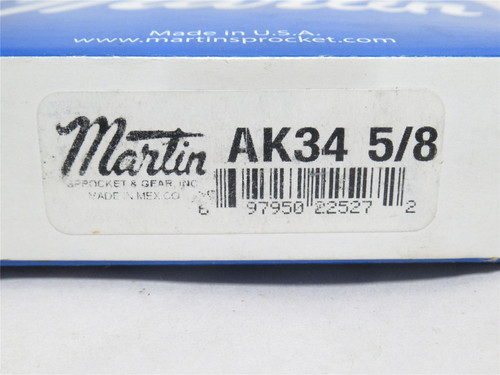 Martin
Made in U.S.A.
www.martinsprocket.com
Martin AK34 5/8
SPROCKET & GEAR, INC.
MADE IN MEXICO
6 97950 22527 2